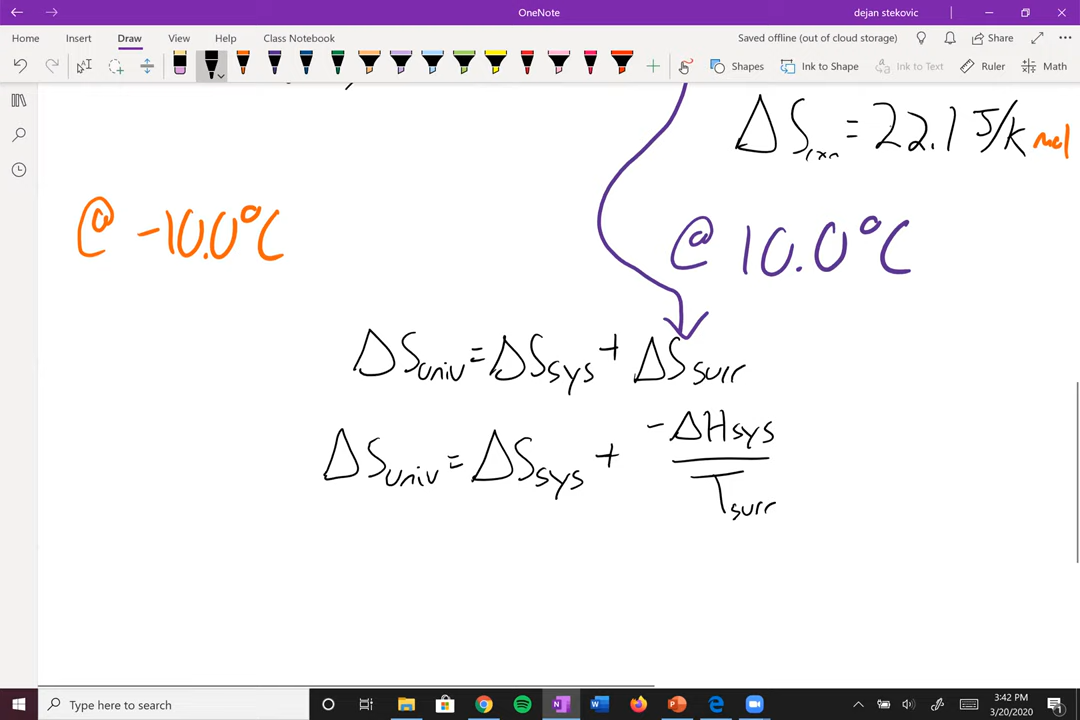 OneNote
dejan stekovic
Home Insert Draw View Help Class Notebook
Saved offline (out of cloud storage)
Share
Shapes Ink to Shape Ink to Text Ruler Math
ΔSrxn = 22.1 J/K mol
@ -10.0°C
@ 10.0°C
ΔSuniv = ΔSsys + ΔSsurr
ΔSuniv = ΔSsys + -ΔHsys
Tsurr
Type here to search
3:42 PM
3/20/2020